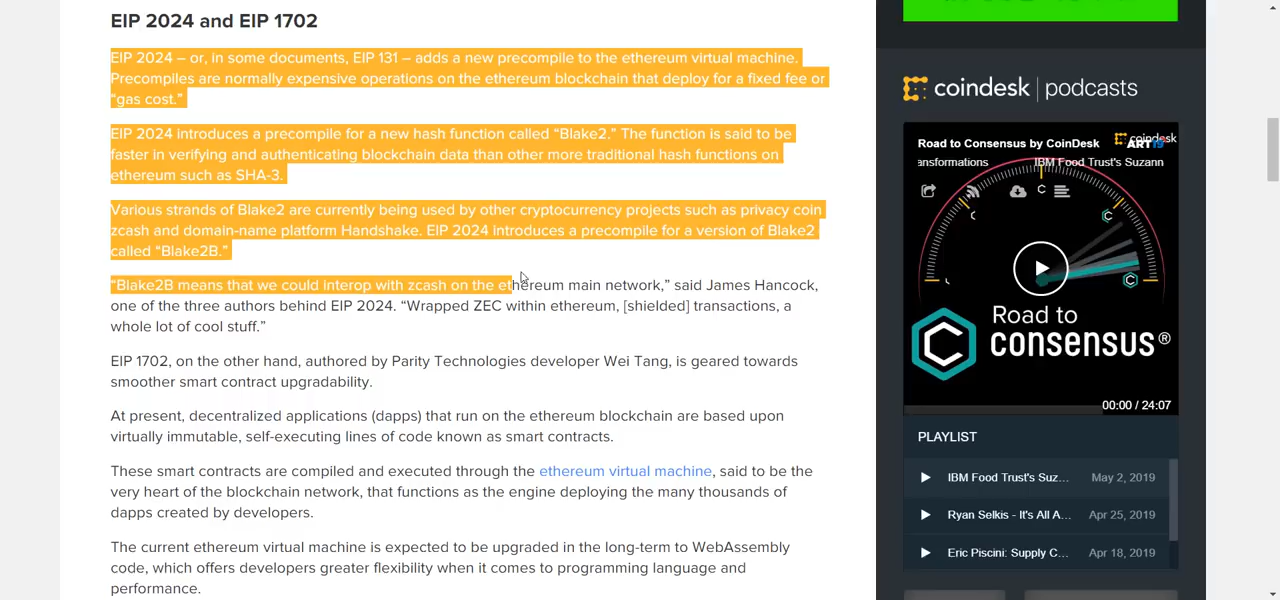 EIP 2024 and EIP 1702
EIP 2024 – or, in some documents, EIP 131 – adds a new precompile to the ethereum virtual machine.
Precompiles are normally expensive operations on the ethereum blockchain that deploy for a fixed fee or
“gas cost.”
EIP 2024 introduces a precompile for a new hash function called “Blake2.” The function is said to be
faster in verifying and authenticating blockchain data than other more traditional hash functions on
ethereum such as SHA-3.
Various strands of Blake2 are currently being used by other cryptocurrency projects such as privacy coin
zcash and domain-name platform Handshake. EIP 2024 introduces a precompile for a version of Blake2
called “Blake2B.”
“Blake2B means that we could interop with zcash on the ethereum main network,” said James Hancock,
one of the three authors behind EIP 2024. “Wrapped ZEC within ethereum, [shielded] transactions, a
whole lot of cool stuff.”
EIP 1702, on the other hand, authored by Parity Technologies developer Wei Tang, is geared towards
smoother smart contract upgradability.
At present, decentralized applications (dapps) that run on the ethereum blockchain are based upon
virtually immutable, self-executing lines of code known as smart contracts.
These smart contracts are compiled and executed through the ethereum virtual machine, said to be the
very heart of the blockchain network, that functions as the engine deploying the many thousands of
dapps created by developers.
The current ethereum virtual machine is expected to be upgraded in the long-term to WebAssembly
code, which offers developers greater flexibility when it comes to programming language and
performance.
coindesk | podcasts
Road to Consensus by CoinDesk
coindesk
ART19
ansformations IBM Food Trust's Suzann
Road to
consensus®
00:00 / 24:07
PLAYLIST
IBM Food Trust's Suz... May 2, 2019
Ryan Selkis - It's All A... Apr 25, 2019
Eric Piscini: Supply C... Apr 18, 2019